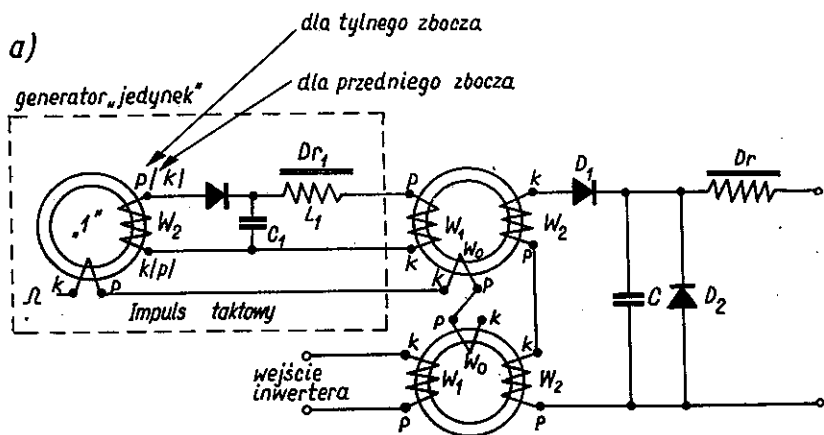 a)
dla tylnego zbocza
dla przedniego zbocza
generator „jedynek"
p/ k/
Dr₁
L₁
C₁
„1"
W₂
k/p/
k
p
Impuls taktowy
p
W₁
k
W₀
k
p
k
W₂
p
D₁
Dr
C
D₂
p
k
W₀
k
W₁
p
k
W₂
p
wejście
inwertera